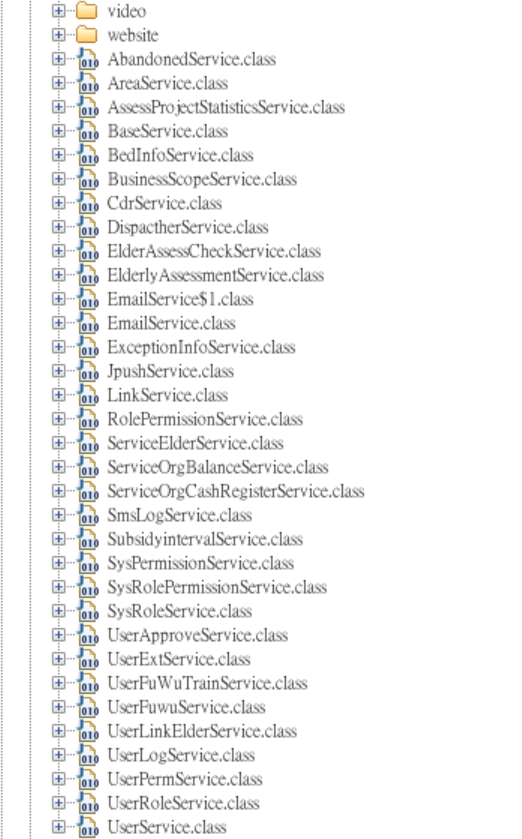 video
website
AbandonedService.class
AreaService.class
AssessProjectStatisticsService.class
BaseService.class
BedInfoService.class
BusinessScopeService.class
CdrService.class
DispactherService.class
ElderAssessCheckService.class
ElderlyAssessmentService.class
EmailService$1.class
EmailService.class
ExceptionInfoService.class
JpushService.class
LinkService.class
RolePermissionService.class
ServiceElderService.class
ServiceOrgBalanceService.class
ServiceOrgCashRegisterService.class
SmsLogService.class
SubsidyintervalService.class
SysPermissionService.class
SysRolePermissionService.class
SysRoleService.class
UserApproveService.class
UserExtService.class
UserFuWuTrainService.class
UserFuwuService.class
UserLinkElderService.class
UserLogService.class
UserPermService.class
UserRoleService.class
UserService.class